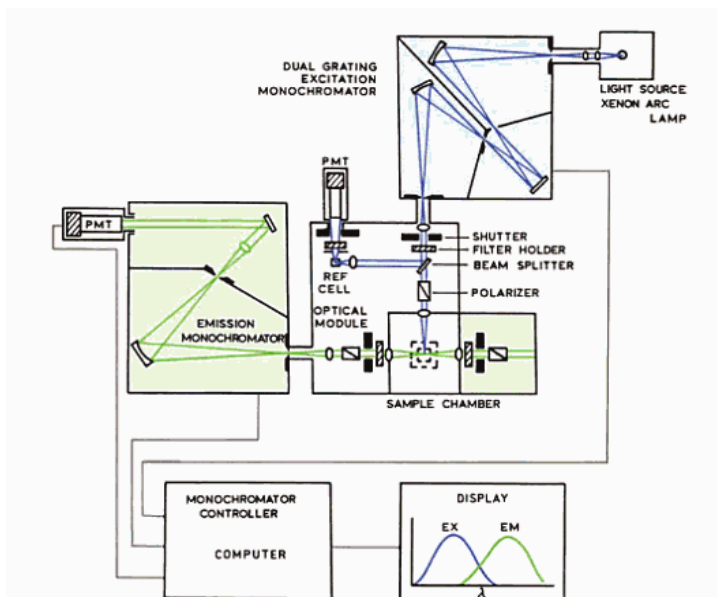 DUAL GRATING
EXCITATION
MONOCHROMATOR
LIGHT SOURCE
XENON ARC
LAMP
PMT
PMT
SHUTTER
FILTER HOLDER
BEAM SPLITTER
REF
CELL
POLARIZER
OPTICAL
MODULE
EMISSION
MONOCHROMATOR
SAMPLE CHAMBER
MONOCHROMATOR
CONTROLLER
COMPUTER
DISPLAY
EX
EM